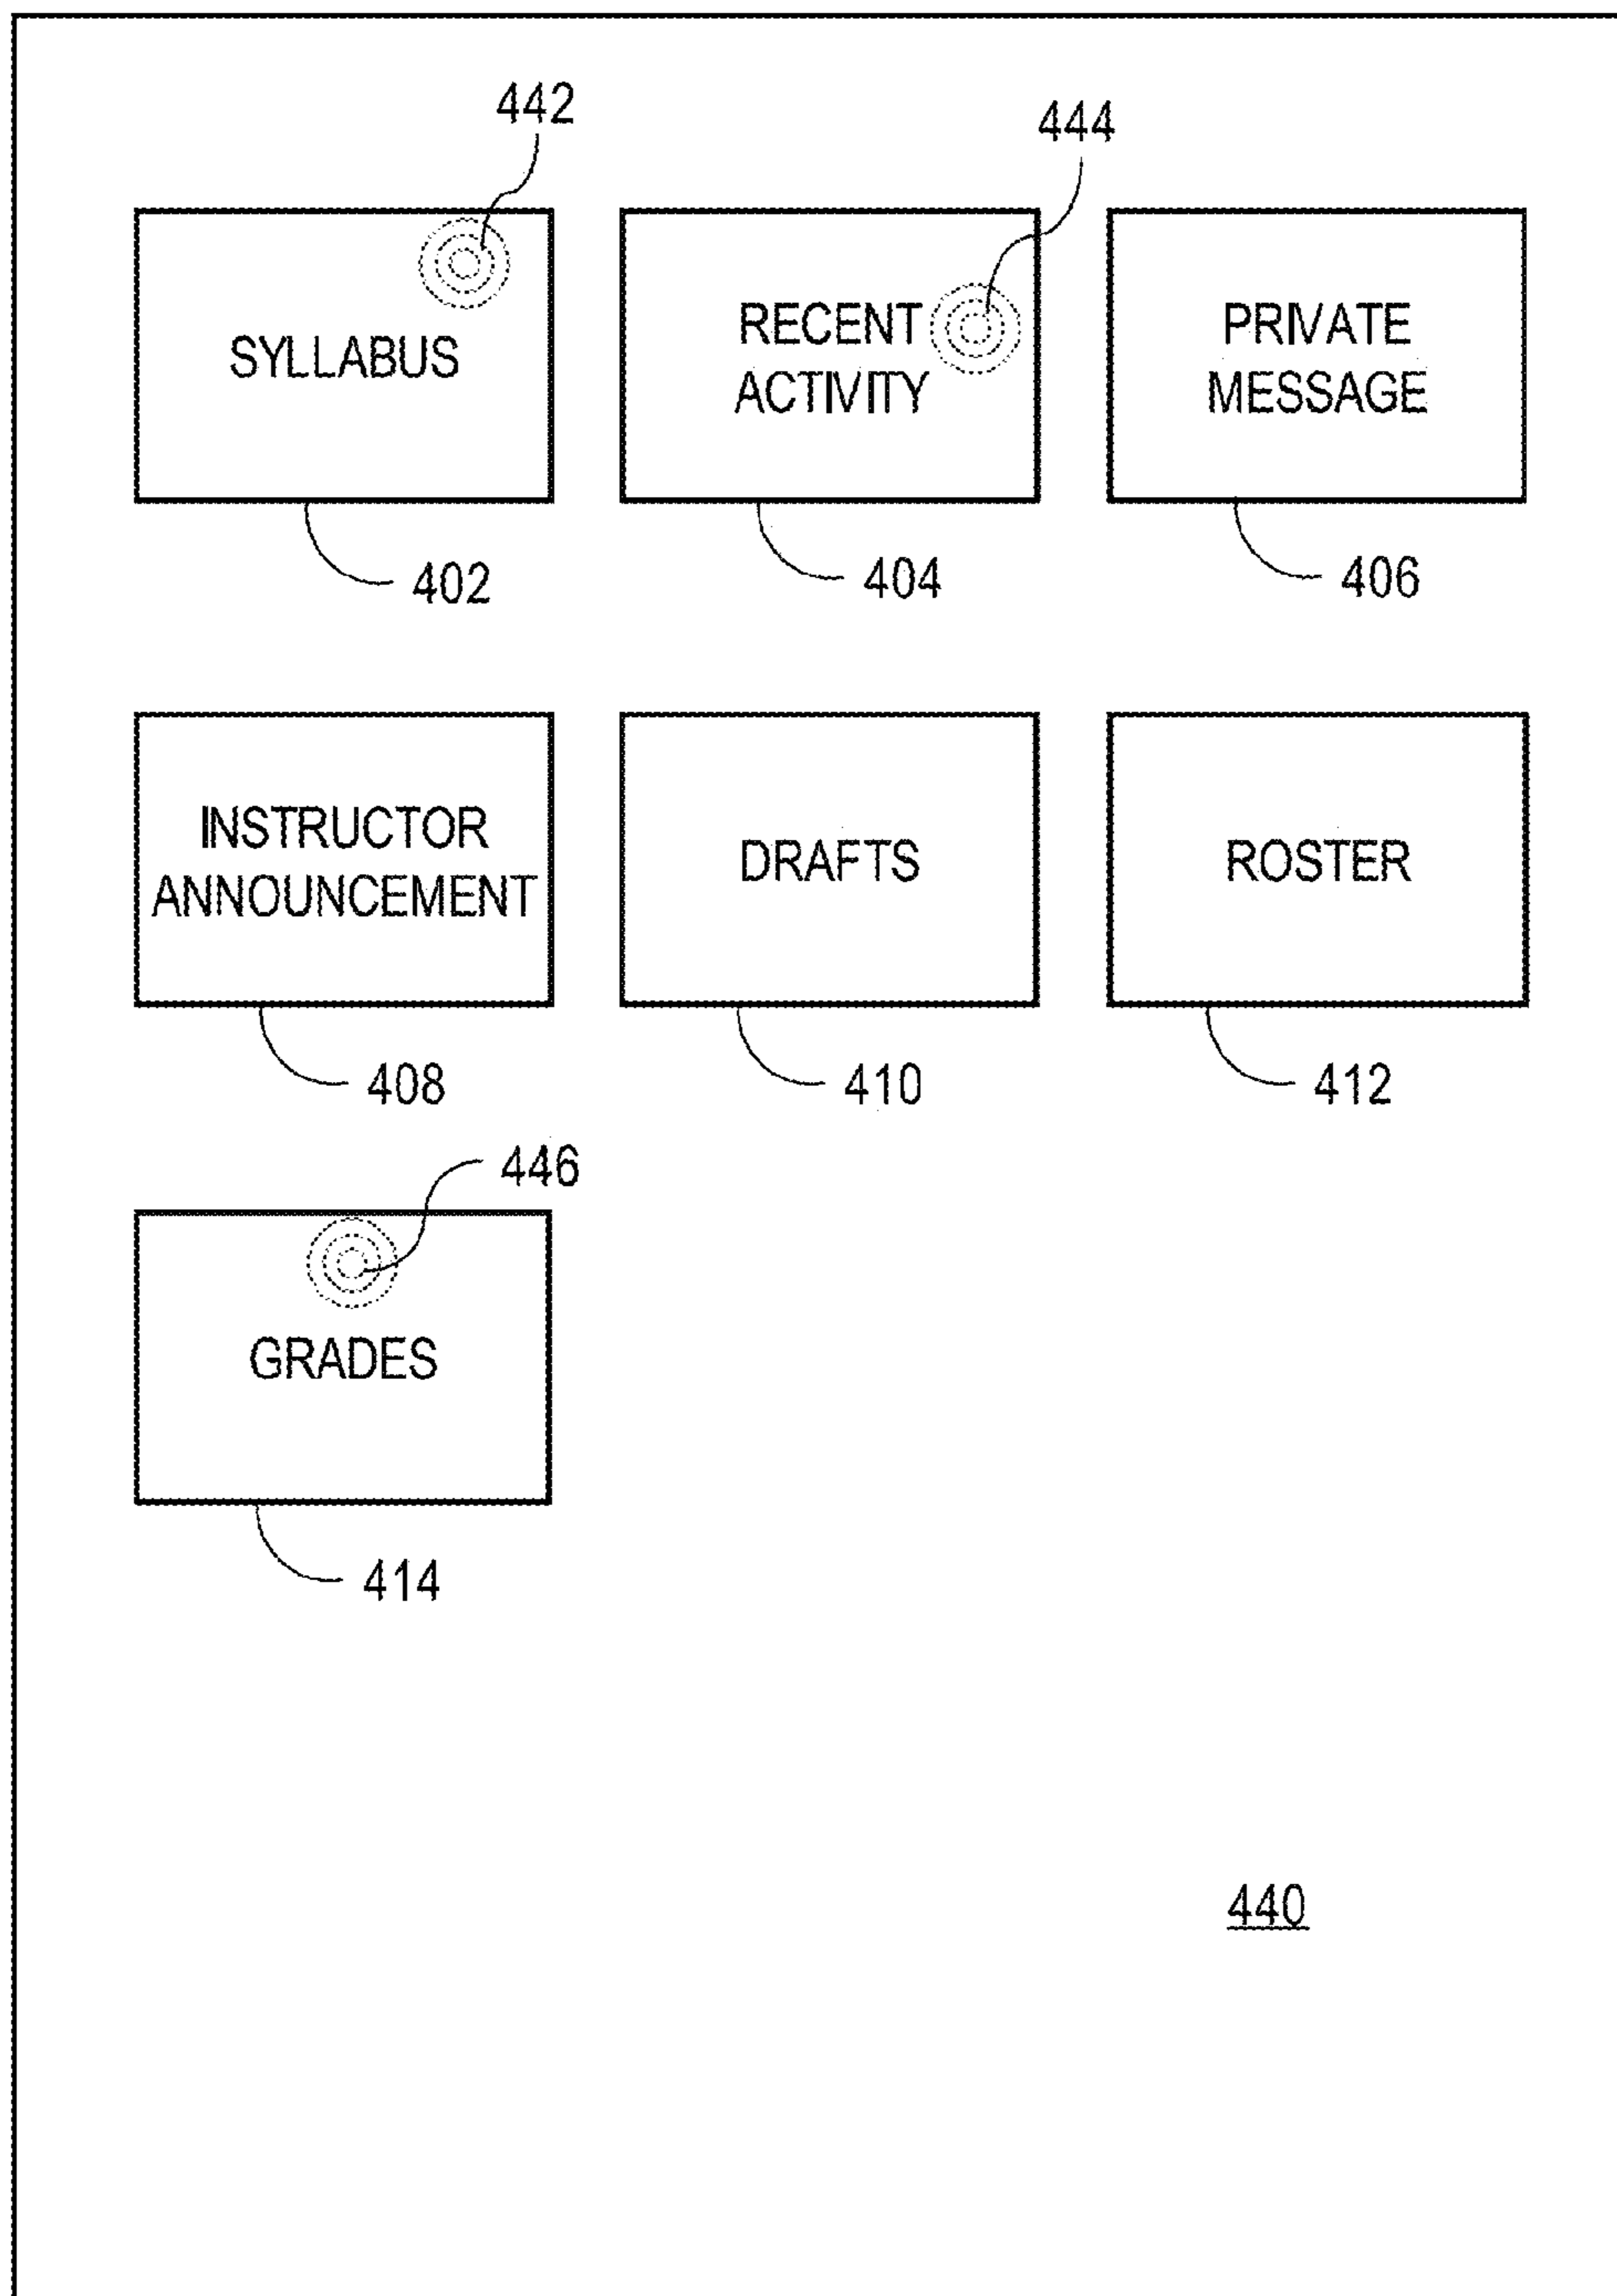 442
444
SYLLABUS
RECENT
ACTIVITY
PRIVATE
MESSAGE
402
404
406
INSTRUCTOR
ANNOUNCEMENT
DRAFTS
ROSTER
408
410
412
446
GRADES
414
440